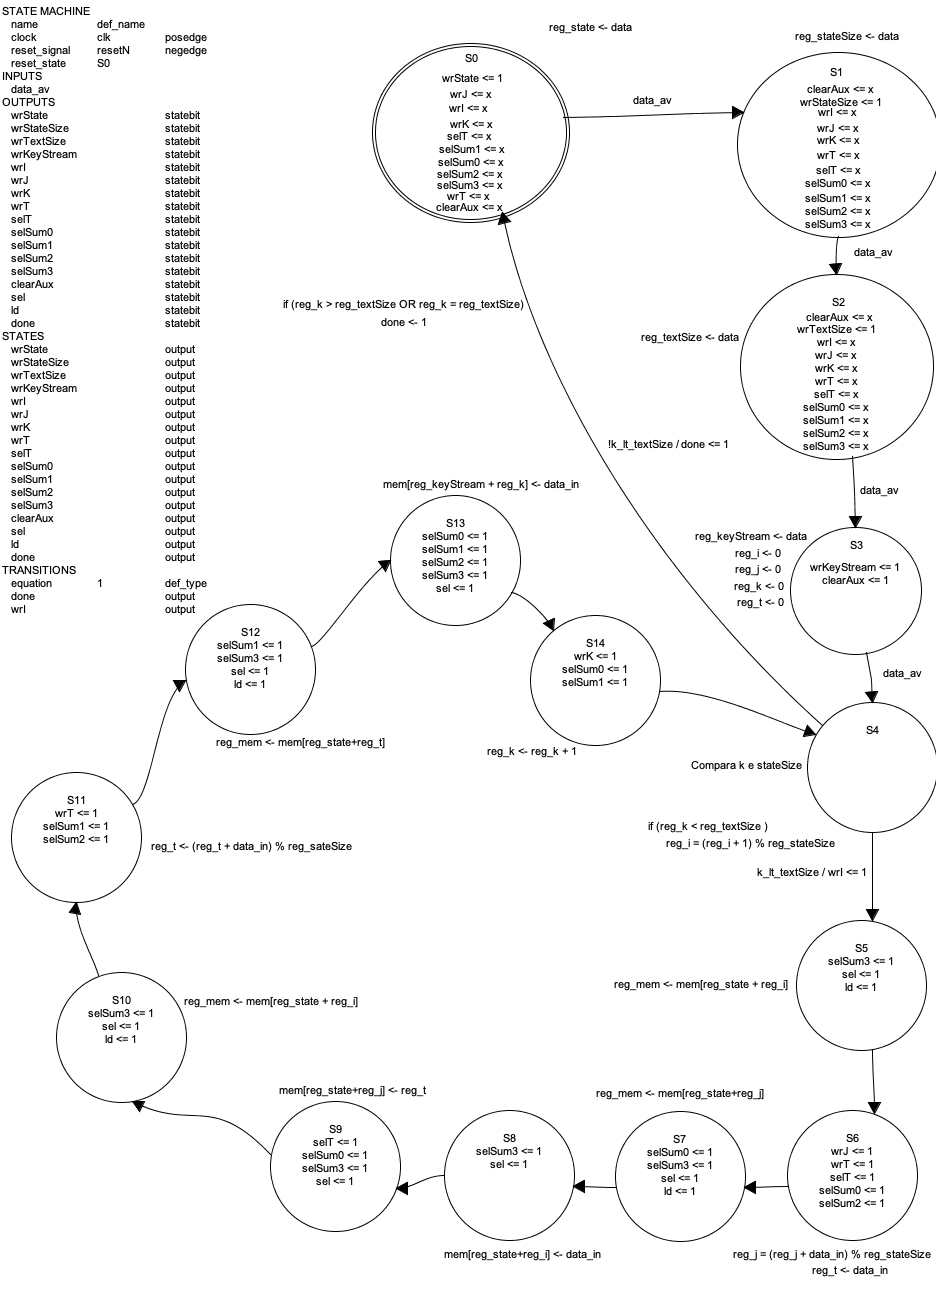 STATE MACHINE
name def_name
clock clk posedge
reset_signal resetN negedge
reset_state S0
INPUTS
data_av
OUTPUTS
wrState statebit
wrStateSize statebit
wrTextSize statebit
wrKeyStream statebit
wrI statebit
wrJ statebit
wrK statebit
wrT statebit
selT statebit
selSum0 statebit
selSum1 statebit
selSum2 statebit
selSum3 statebit
clearAux statebit
sel statebit
ld statebit
done statebit
STATES
wrState output
wrStateSize output
wrTextSize output
wrKeyStream output
wrI output
wrJ output
wrK output
wrT output
selT output
selSum0 output
selSum1 output
selSum2 output
selSum3 output
clearAux output
sel output
ld output
done output
TRANSITIONS
equation 1 def_type
done output
wrI output
reg_state <- data
S0
wrState <= 1
wrJ <= x
wrI <= x
wrK <= x
selT <= x
selSum1 <= x
selSum0 <= x
selSum2 <= x
selSum3 <= x
wrT <= x
clearAux <= x
data_av
reg_stateSize <- data
S1
clearAux <= x
wrStateSize <= 1
wrI <= x
wrJ <= x
wrK <= x
wrT <= x
selT <= x
selSum0 <= x
selSum1 <= x
selSum2 <= x
selSum3 <= x
data_av
reg_textSize <- data
S2
clearAux <= x
wrTextSize <= 1
wrI <= x
wrJ <= x
wrK <= x
wrT <= x
selT <= x
selSum0 <= x
selSum1 <= x
selSum2 <= x
selSum3 <= x
data_av
reg_keyStream <- data
reg_i <- 0
reg_j <- 0
reg_k <- 0
reg_t <- 0
S3
wrKeyStream <= 1
clearAux <= 1
data_av
S4
Compara k e stateSize
if (reg_k > reg_textSize OR reg_k = reg_textSize)
done <- 1
!k_lt_textSize / done <= 1
if (reg_k < reg_textSize )
reg_i = (reg_i + 1) % reg_stateSize
k_lt_textSize / wrI <= 1
S5
selSum3 <= 1
sel <= 1
ld <= 1
reg_mem <- mem[reg_state + reg_i]
S6
wrJ <= 1
wrT <= 1
selT <= 1
selSum0 <= 1
selSum2 <= 1
reg_j = (reg_j + data_in) % reg_stateSize
reg_t <- data_in
reg_mem <- mem[reg_state+reg_j]
S7
selSum0 <= 1
selSum3 <= 1
sel <= 1
ld <= 1
S8
selSum3 <= 1
sel <= 1
mem[reg_state+reg_i] <- data_in
mem[reg_state+reg_j] <- reg_t
S9
selT <= 1
selSum0 <= 1
selSum3 <= 1
sel <= 1
reg_mem <- mem[reg_state + reg_i]
S10
selSum3 <= 1
sel <= 1
ld <= 1
S11
wrT <= 1
selSum1 <= 1
selSum2 <= 1
reg_t <- (reg_t + data_in) % reg_sateSize
S12
selSum1 <= 1
selSum3 <= 1
sel <= 1
ld <= 1
reg_mem <- mem[reg_state+reg_t]
mem[reg_keyStream + reg_k] <- data_in
S13
selSum0 <= 1
selSum1 <= 1
selSum2 <= 1
selSum3 <= 1
sel <= 1
S14
wrK <= 1
selSum0 <= 1
selSum1 <= 1
reg_k <- reg_k + 1